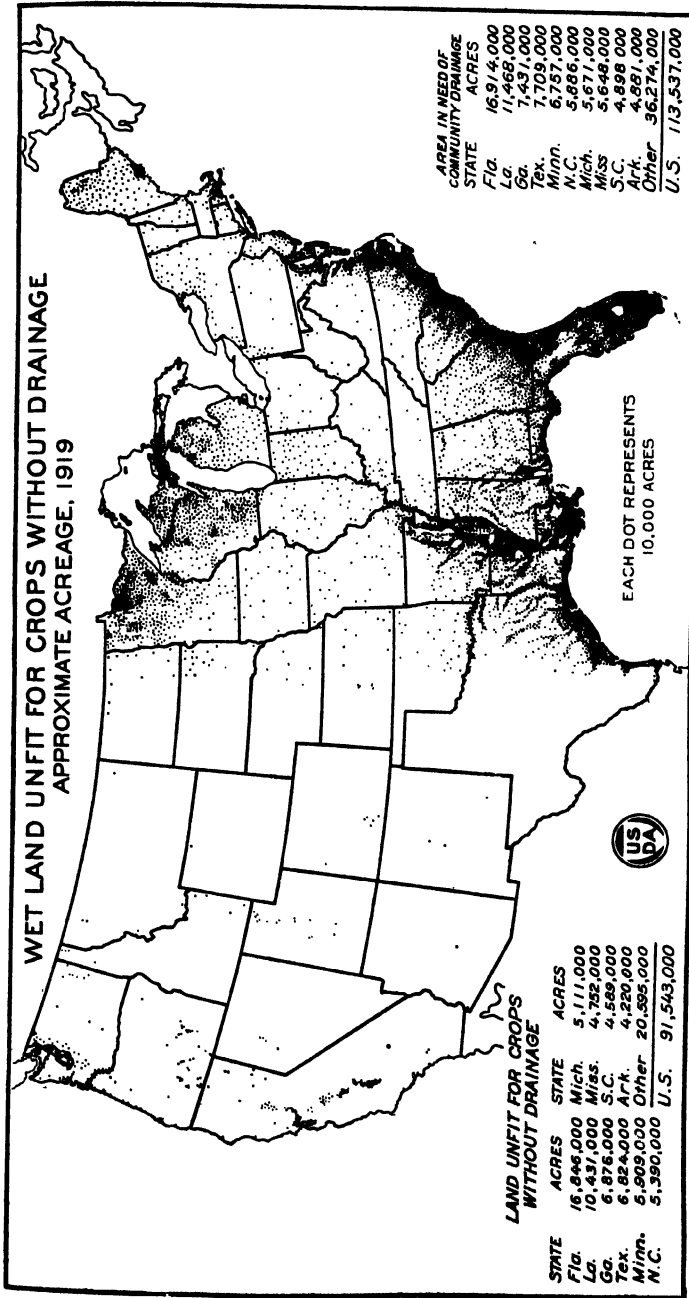 WET LAND UNFIT FOR CROPS WITHOUT DRAINAGE
APPROXIMATE ACREAGE, 1919
LAND UNFIT FOR CROPS
WITHOUT DRAINAGE
STATE ACRES STATE ACRES
Fla. 16,846,000 Mich. 5,111,000
La. 10,431,000 Miss. 4,752,000
Ga. 6,876,000 S.C. 4,589,000
Tex. 6,824,000 Ark. 4,220,000
Minn. 5,909,000 Other 20,595,000
N.C. 5,390,000 U.S. 91,543,000
US
DA
EACH DOT REPRESENTS
10,000 ACRES
AREA IN NEED OF
COMMUNITY DRAINAGE
STATE ACRES
Fla. 16,914,000
La. 11,468,000
Ga. 7,431,000
Tex. 7,709,000
Minn. 6,757,000
N.C. 5,886,000
Mich. 5,671,000
Miss 5,648,000
S.C. 4,898 000
Ark. 4,881,000
Other 36,274,000
U.S. 113,537,000